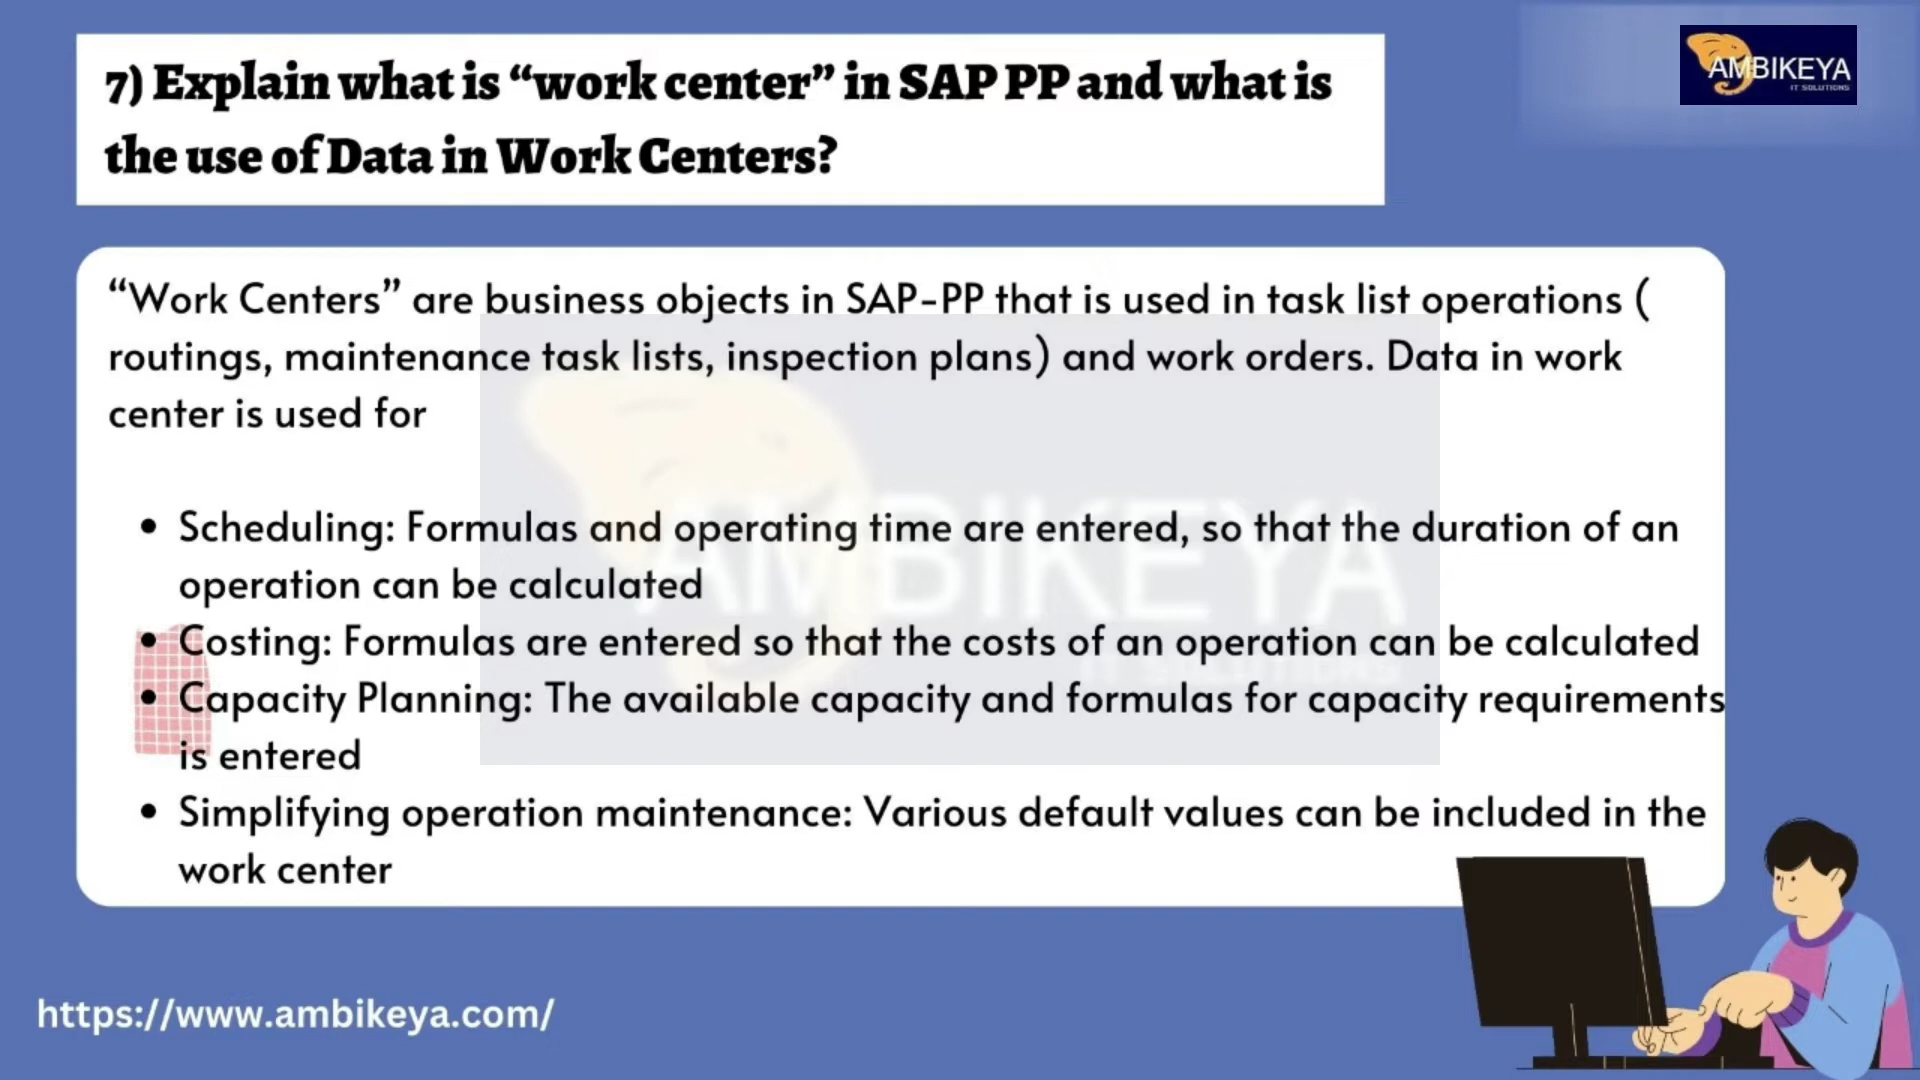 7) Explain what is “work center” in SAP PP and what is
the use of Data in Work Centers?
AMBIKEYA
IT SOLUTIONS
“Work Centers” are business objects in SAP-PP that is used in task list operations (
routings, maintenance task lists, inspection plans) and work orders. Data in work
center is used for
• Scheduling: Formulas and operating time are entered, so that the duration of an
operation can be calculated
• Costing: Formulas are entered so that the costs of an operation can be calculated
• Capacity Planning: The available capacity and formulas for capacity requirements
is entered
• Simplifying operation maintenance: Various default values can be included in the
work center
AMBIKEYA
IT SOLUTIONS
https://www.ambikeya.com/